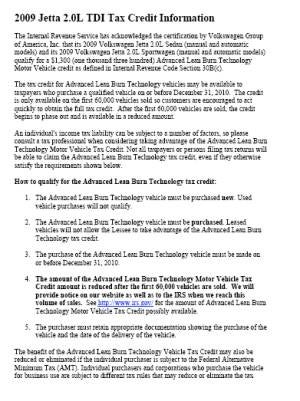 2009 Jetta 2.0L TDI Tax Credit Information
The Internal Revenue Service has acknowledged the certification by Volkswagen Group
of America, Inc. that its 2009 Volkswagen Jetta 2.0L Sedan (manual and automatic
models) and its 2009 Volkswagen Jetta 2.0L Sportwagen (manual and automatic models)
qualify for a $1,300 (one thousand three hundred) Advanced Lean Burn Technology
Motor Vehicle credit as defined in Internal Revenue Code Section 30B(c).
The tax credit for Advanced Lean Burn Technology vehicles may be available to
taxpayers who purchase a qualified vehicle on or before December 31, 2010. The credit
is only available on the first 60,000 vehicles sold so customers are encouraged to act
quickly to obtain the full tax credit. After the first 60,000 vehicles are sold, the credit
begins to phase out and is available in a reduced amount.
An individual's income tax liability can be subject to a number of factors, so please
consult a tax professional when considering taking advantage of the Advanced Lean Burn
Technology Motor Vehicle Tax Credit. Not all taxpayers or persons filing tax returns will
be able to claim the Advanced Lean Burn Technology tax credit, even if they otherwise
satisfy the requirements shown below.
How to qualify for the Advanced Lean Burn Technology tax credit:
1. The Advanced Lean Burn Technology vehicle must be purchased new. Used
vehicle purchases will not qualify.
2. The Advanced Lean Burn Technology vehicle must be purchased. Leased
vehicles will not allow the Lessee to take advantage of the Advanced Lean Burn
Technology tax credit.
3. The purchase of the Advanced Lean Burn Technology vehicle must be made on
or before December 31, 2010.
4. The amount of the Advanced Lean Burn Technology Motor Vehicle Tax
Credit amount is reduced after the first 60,000 vehicles are sold. We will
provide notice on our website as well as to the IRS when we reach this
volume of sales. See http://www.irs.gov/ for the amount of Advanced Lean Burn
Technology Motor Vehicle Tax Credit possibly available.
5. The purchaser must retain appropriate documentation showing the purchase of the
vehicle and the date of the delivery of the vehicle.
The benefit of the Advanced Lean Burn Technology Vehicle Tax Credit may also be
reduced or eliminated if the individual purchaser is subject to the Federal Alternative
Minimum Tax (AMT). Individual purchasers and corporations who purchase the vehicle
for business use are subject to different tax rules that may reduce or eliminate the tax